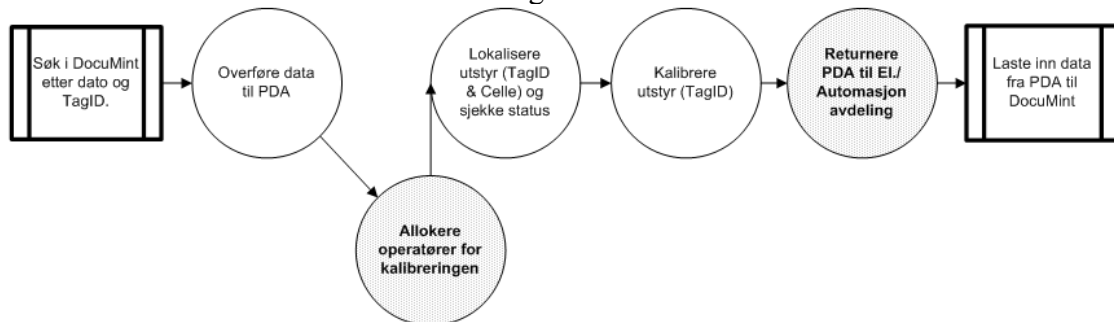 Søk i DocuMint
etter dato og
TagID.
Overføre data
til PDA
Allokere
operatører for
kalibreringen
Lokalisere
utstyr (TagID
& Celle) og
sjekke status
Kalibrere
utstyr (TagID)
Returnere
PDA til El./
Automasjon
avdeling
Laste inn data
fra PDA til
DocuMint